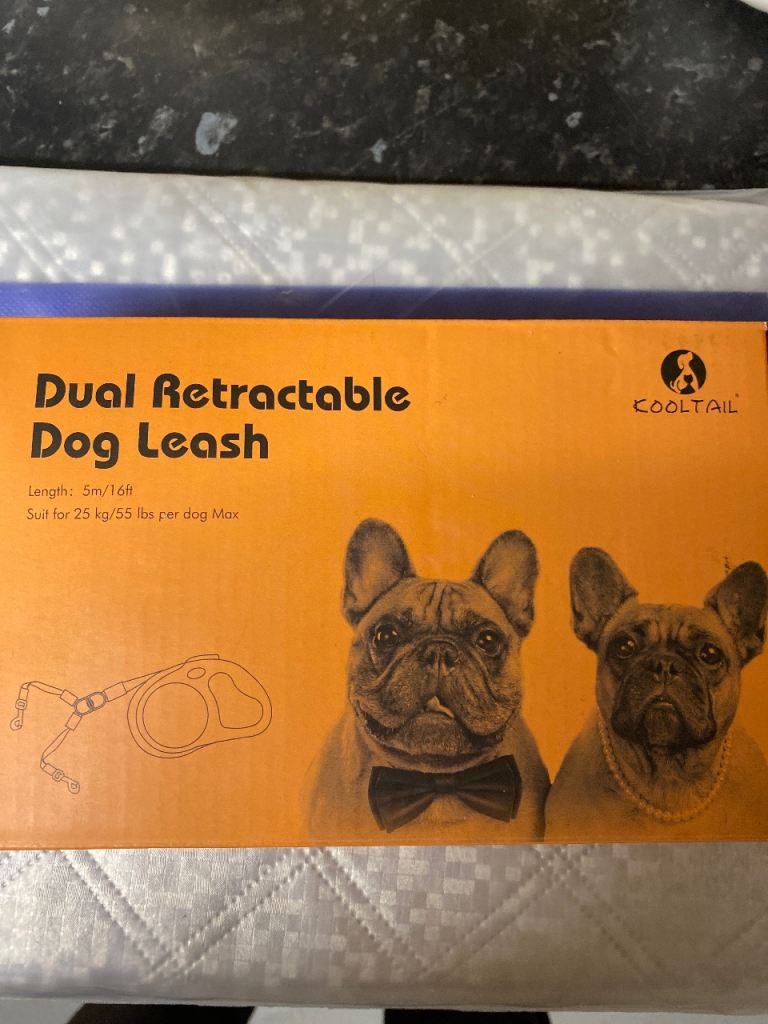 Dual Retractable
Dog Leash
Length: 5m/16ft
Suit for 25 kg/55 lbs per dog Max
KOOLTAIL®